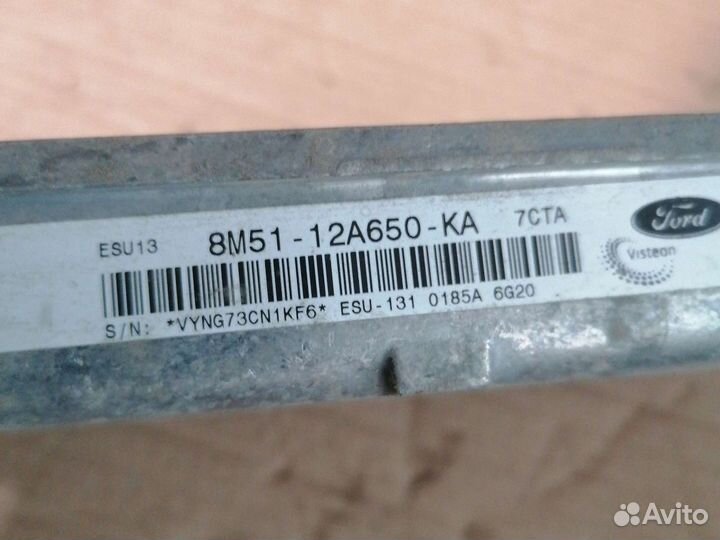 ESU13 8M51-12A650-KA 7CTA
Ford
Visteon
S/N: *VYNG73CN1KF6* ESU-131 0185A 6G20
Avito